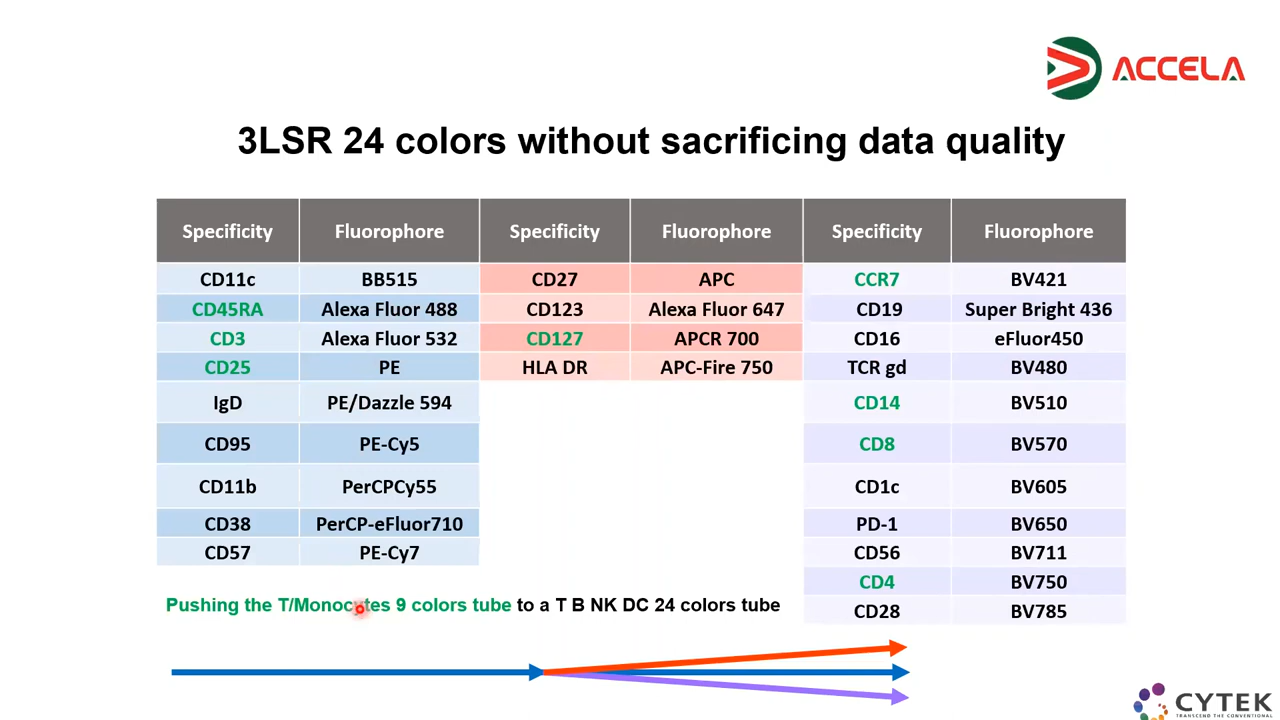 ACCELA
3LSR 24 colors without sacrificing data quality
Specificity Fluorophore Specificity Fluorophore Specificity Fluorophore
CD11c BB515 CD27 APC CCR7 BV421
CD45RA Alexa Fluor 488 CD123 Alexa Fluor 647 CD19 Super Bright 436
CD3 Alexa Fluor 532 CD127 APCR 700 CD16 eFluor450
CD25 PE HLA DR APC-Fire 750 TCR gd BV480
IgD PE/Dazzle 594 CD14 BV510
CD95 PE-Cy5 CD8 BV570
CD11b PerCPCy55 CD1c BV605
CD38 PerCP-eFluor710 PD-1 BV650
CD57 PE-Cy7 CD56 BV711
CD4 BV750
Pushing the T/Monocytes 9 colors tube to a T B NK DC 24 colors tube
CD28 BV785
CYTEK
TRANSCEND THE CONVENTIONAL